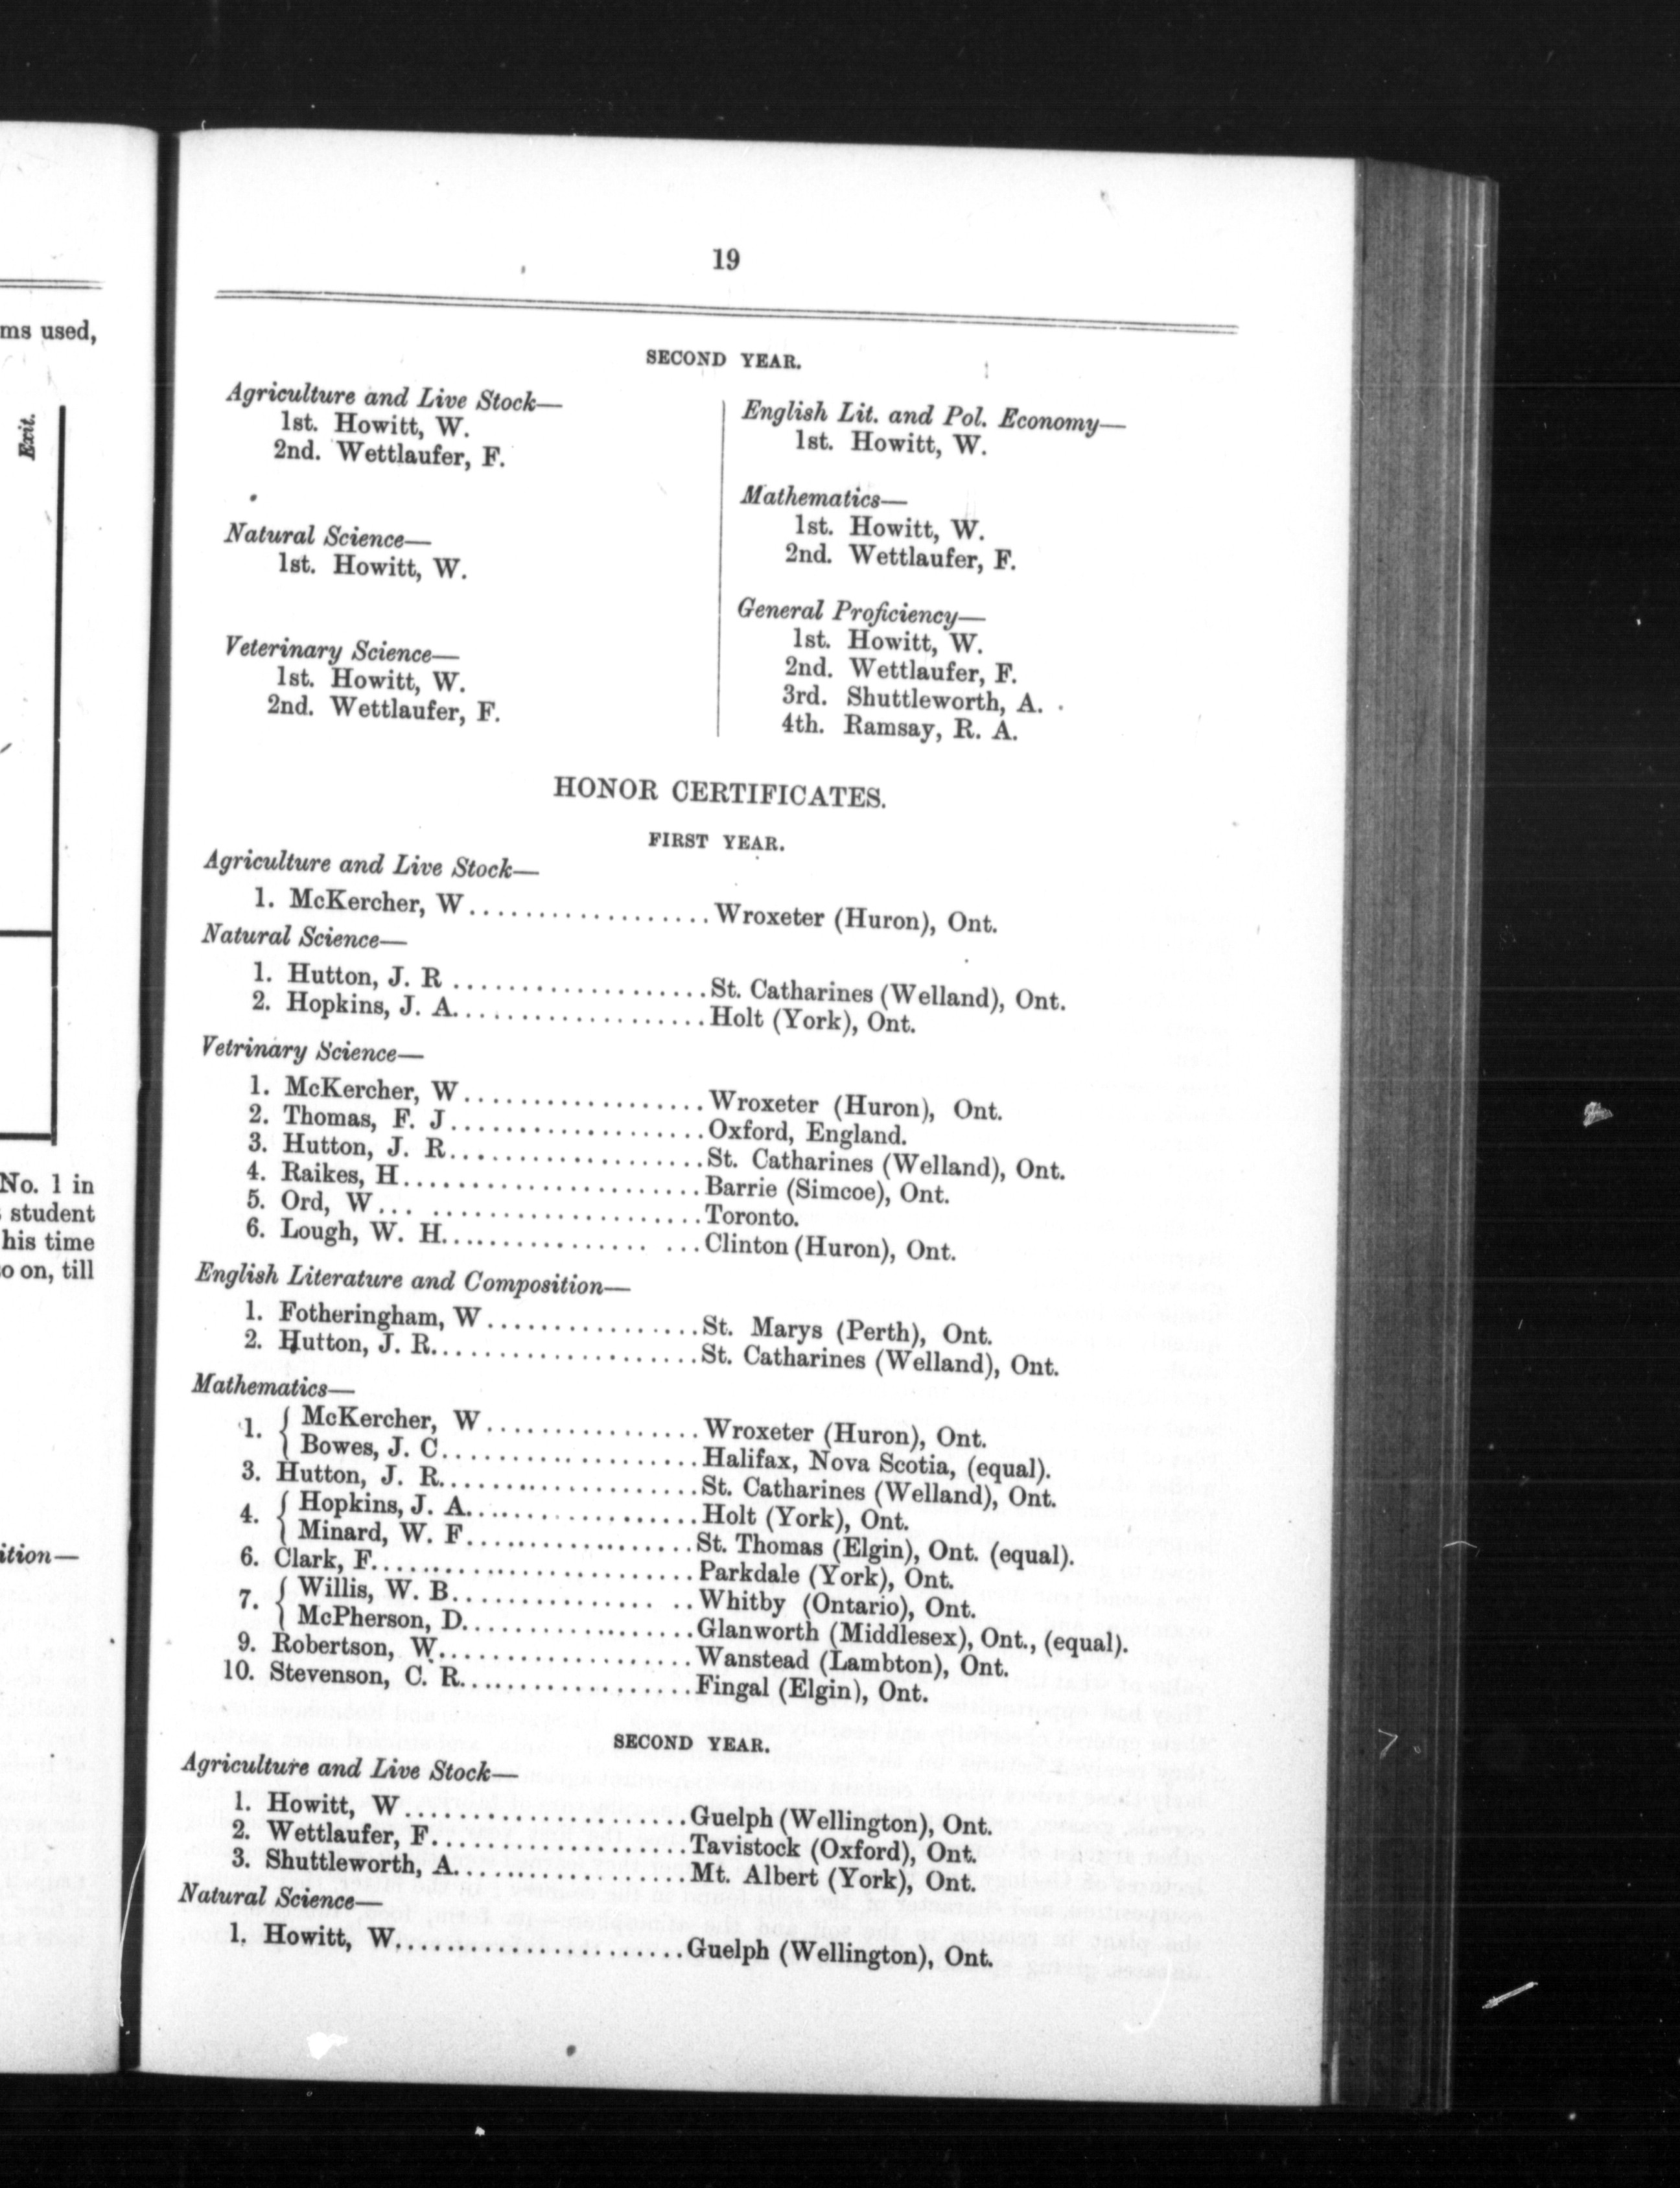 ms used,
Exit.
No. 1 in
student
his time
o on, till
ition—
19
SECOND YEAR.
Agriculture and Live Stock—
1st. Howitt, W.
2nd. Wettlaufer, F.
Natural Science—
1st. Howitt, W.
Veterinary Science—
1st. Howitt, W.
2nd. Wettlaufer, F.
English Lit. and Pol. Economy—
1st. Howitt, W.
Mathematics—
1st. Howitt, W.
2nd. Wettlaufer, F.
General Proficiency—
1st. Howitt, W.
2nd. Wettlaufer, F.
3rd. Shuttleworth, A.
4th. Ramsay, R. A.
HONOR CERTIFICATES.
FIRST YEAR.
Agriculture and Live Stock—
1. McKercher, W..................Wroxeter (Huron), Ont.
Natural Science—
1. Hutton, J. R ...................St. Catharines (Welland), Ont.
2. Hopkins, J. A...................Holt (York), Ont.
Vetrinary Science—
1. McKercher, W..................Wroxeter (Huron), Ont.
2. Thomas, F. J...................Oxford, England.
3. Hutton, J. R...................St. Catharines (Welland), Ont.
4. Raikes, H......................Barrie (Simcoe), Ont.
5. Ord, W... ....................Toronto.
6. Lough, W. H................ ...Clinton (Huron), Ont.
English Literature and Composition—
1. Fotheringham, W................St. Marys (Perth), Ont.
2. Hutton, J. R....................St. Catharines (Welland), Ont.
Mathematics—
1. { McKercher, W................Wroxeter (Huron), Ont.
{ Bowes, J. C...................Halifax, Nova Scotia, (equal).
3. Hutton, J. R...................St. Catharines (Welland), Ont.
4. { Hopkins, J. A.................Holt (York), Ont.
{ Minard, W. F.................St. Thomas (Elgin), Ont. (equal).
6. Clark, F........................Parkdale (York), Ont.
7. { Willis, W. B................ ..Whitby (Ontario), Ont.
{ McPherson, D.................Glanworth (Middlesex), Ont., (equal).
9. Robertson, W...................Wanstead (Lambton), Ont.
10. Stevenson, C. R.................Fingal (Elgin), Ont.
SECOND YEAR.
Agriculture and Live Stock—
1. Howitt, W.....................Guelph (Wellington), Ont.
2. Wettlaufer, F...................Tavistock (Oxford), Ont.
3. Shuttleworth, A.................Mt. Albert (York), Ont.
Natural Science—
1. Howitt, W......................Guelph (Wellington), Ont.